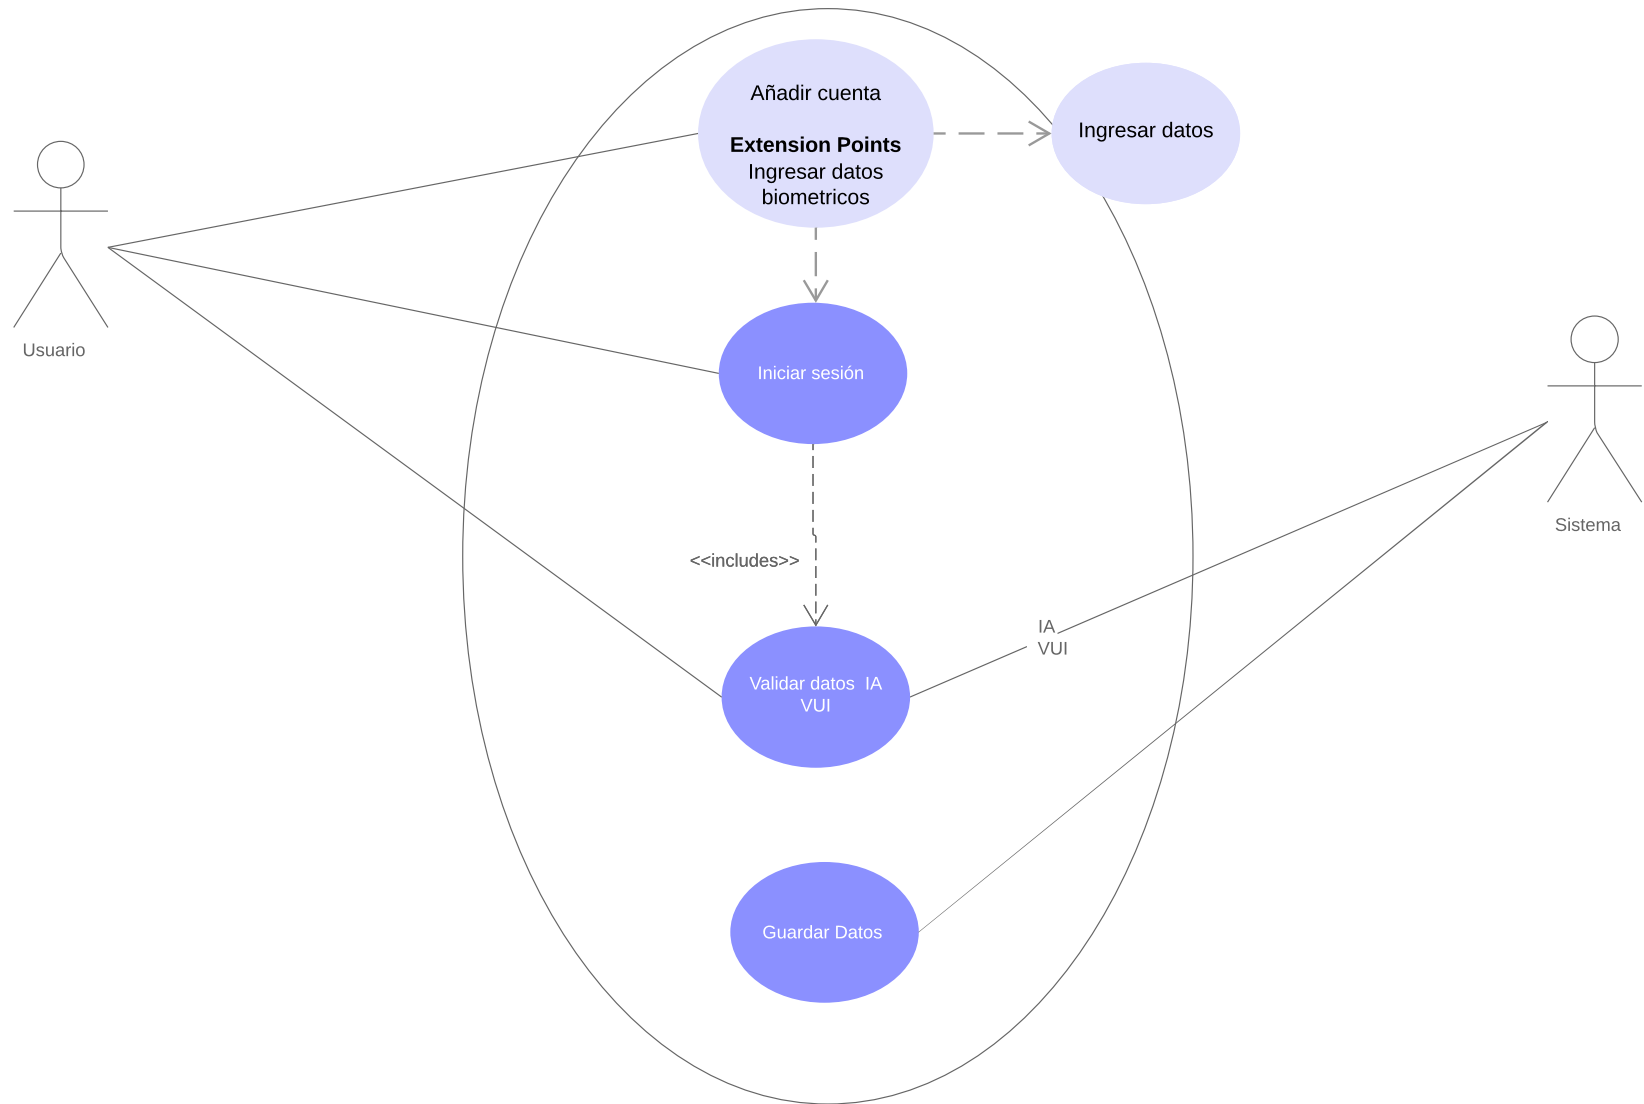 Añadir cuenta
Extension Points
Ingresar datos
biometricos
Ingresar datos
Usuario
Iniciar sesión
Sistema
<<includes>>
IA
VUI
Validar datos  IA
VUI
Guardar Datos